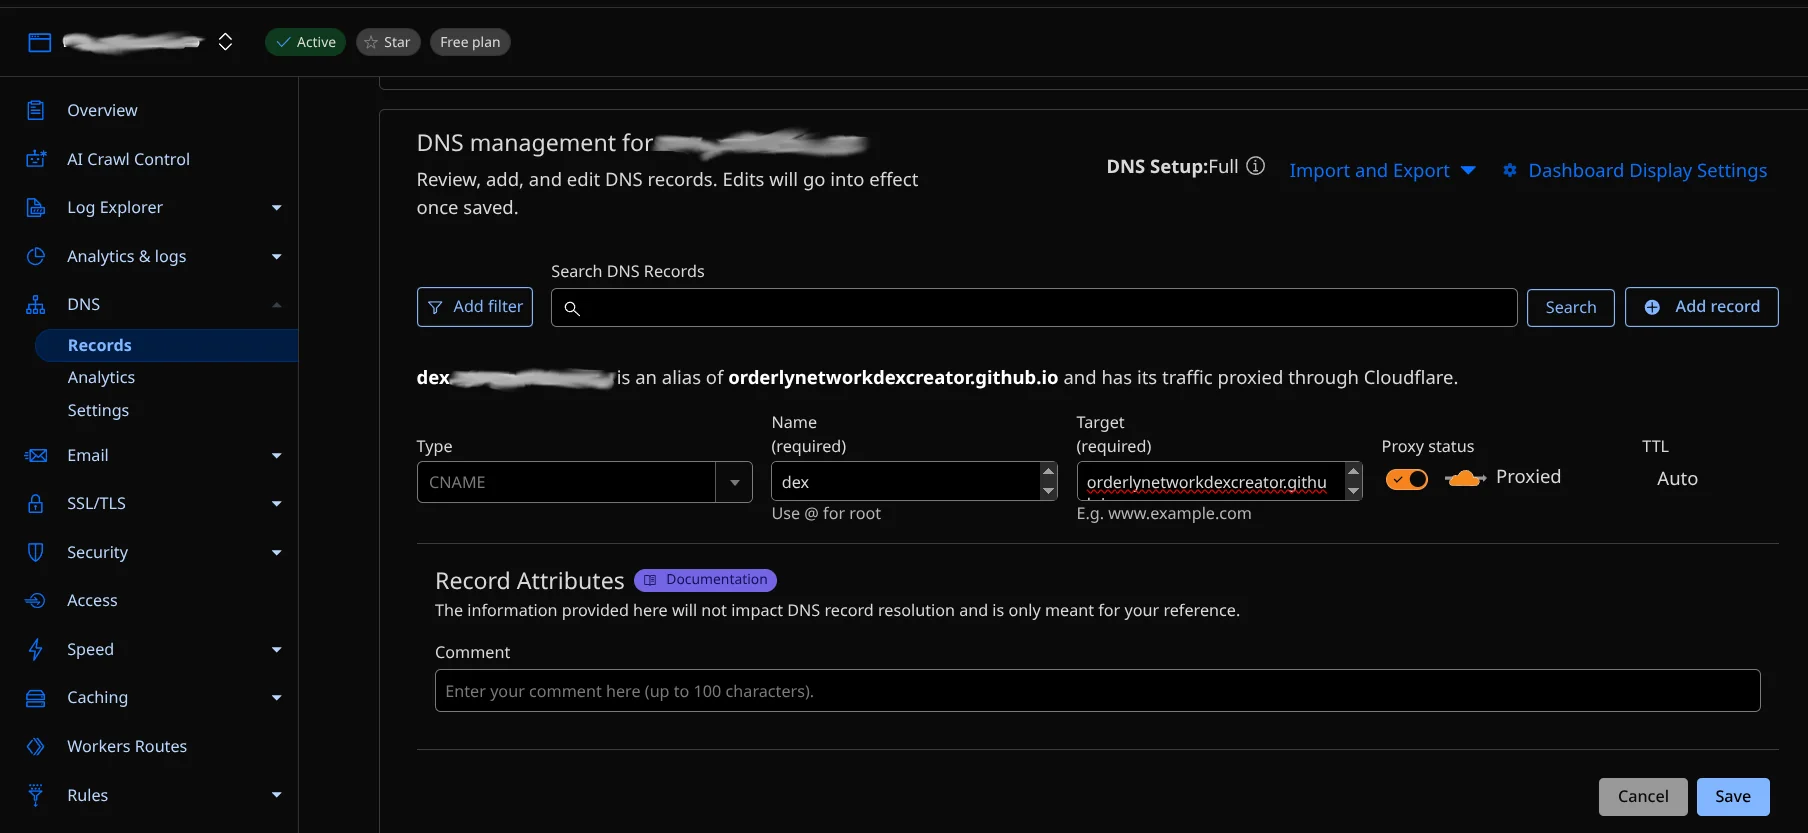 Active
Star
Free plan
Overview
AI Crawl Control
Log Explorer
Analytics & logs
DNS
Records
Analytics
Settings
Email
SSL/TLS
Security
Access
Speed
Caching
Workers Routes
Rules
DNS management for
Review, add, and edit DNS records. Edits will go into effect
once saved.
DNS Setup:Full
Import and Export
Dashboard Display Settings
Search DNS Records
Add filter
Search
Add record
dex is an alias of orderlynetworkdexcreator.github.io and has its traffic proxied through Cloudflare.
Type
CNAME
Name
(required)
dex
Use @ for root
Target
(required)
orderlynetworkdexcreator.githu
E.g. www.example.com
Proxy status
Proxied
TTL
Auto
Record Attributes
Documentation
The information provided here will not impact DNS record resolution and is only meant for your reference.
Comment
Enter your comment here (up to 100 characters).
Cancel
Save